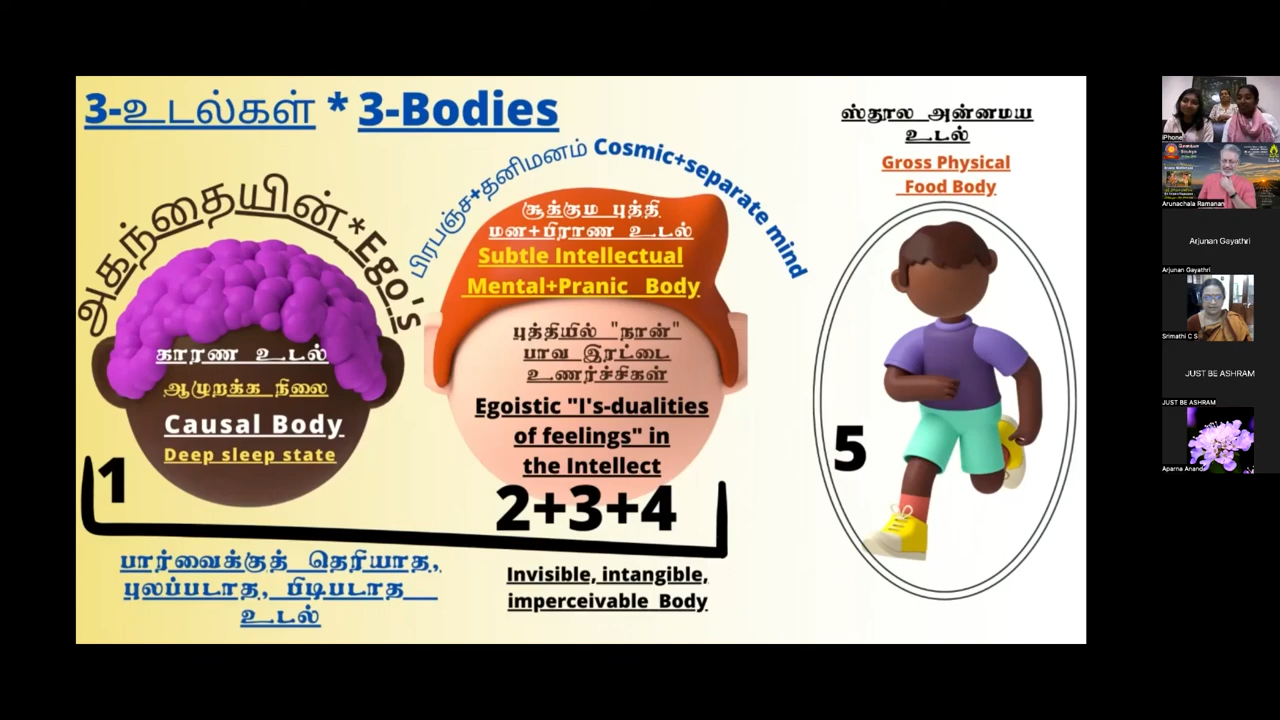 3-உடல்கள் * 3-Bodies
அகந்தையின்*Ego's
காரண உடல்
ஆழுறக்க நிலை
Causal Body
Deep sleep state
1
பிரபஞ்ச+தனிமனம் Cosmic+separate mind
சூக்கும புத்தி
மன+பிராண உடல்
Subtle Intellectual
Mental+Pranic Body
புத்தியில் "நான்"
பாவ இரட்டை
உணர்ச்சிகள்
Egoistic "I's-dualities
of feelings" in
the Intellect
2+3+4
பார்வைக்குத் தெரியாத,
புலப்படாத, பிடிபடாத
உடல்
Invisible, intangible,
imperceivable Body
ஸ்தூல அன்னமய
உடல்
Gross Physical
Food Body
5
iPhone
Arunachala Ramanan
Arjunan Gayathri
Arjunan Gayathri
Srimathi C S
JUST BE ASHRAM
JUST BE ASHRAM
Aparna Anand